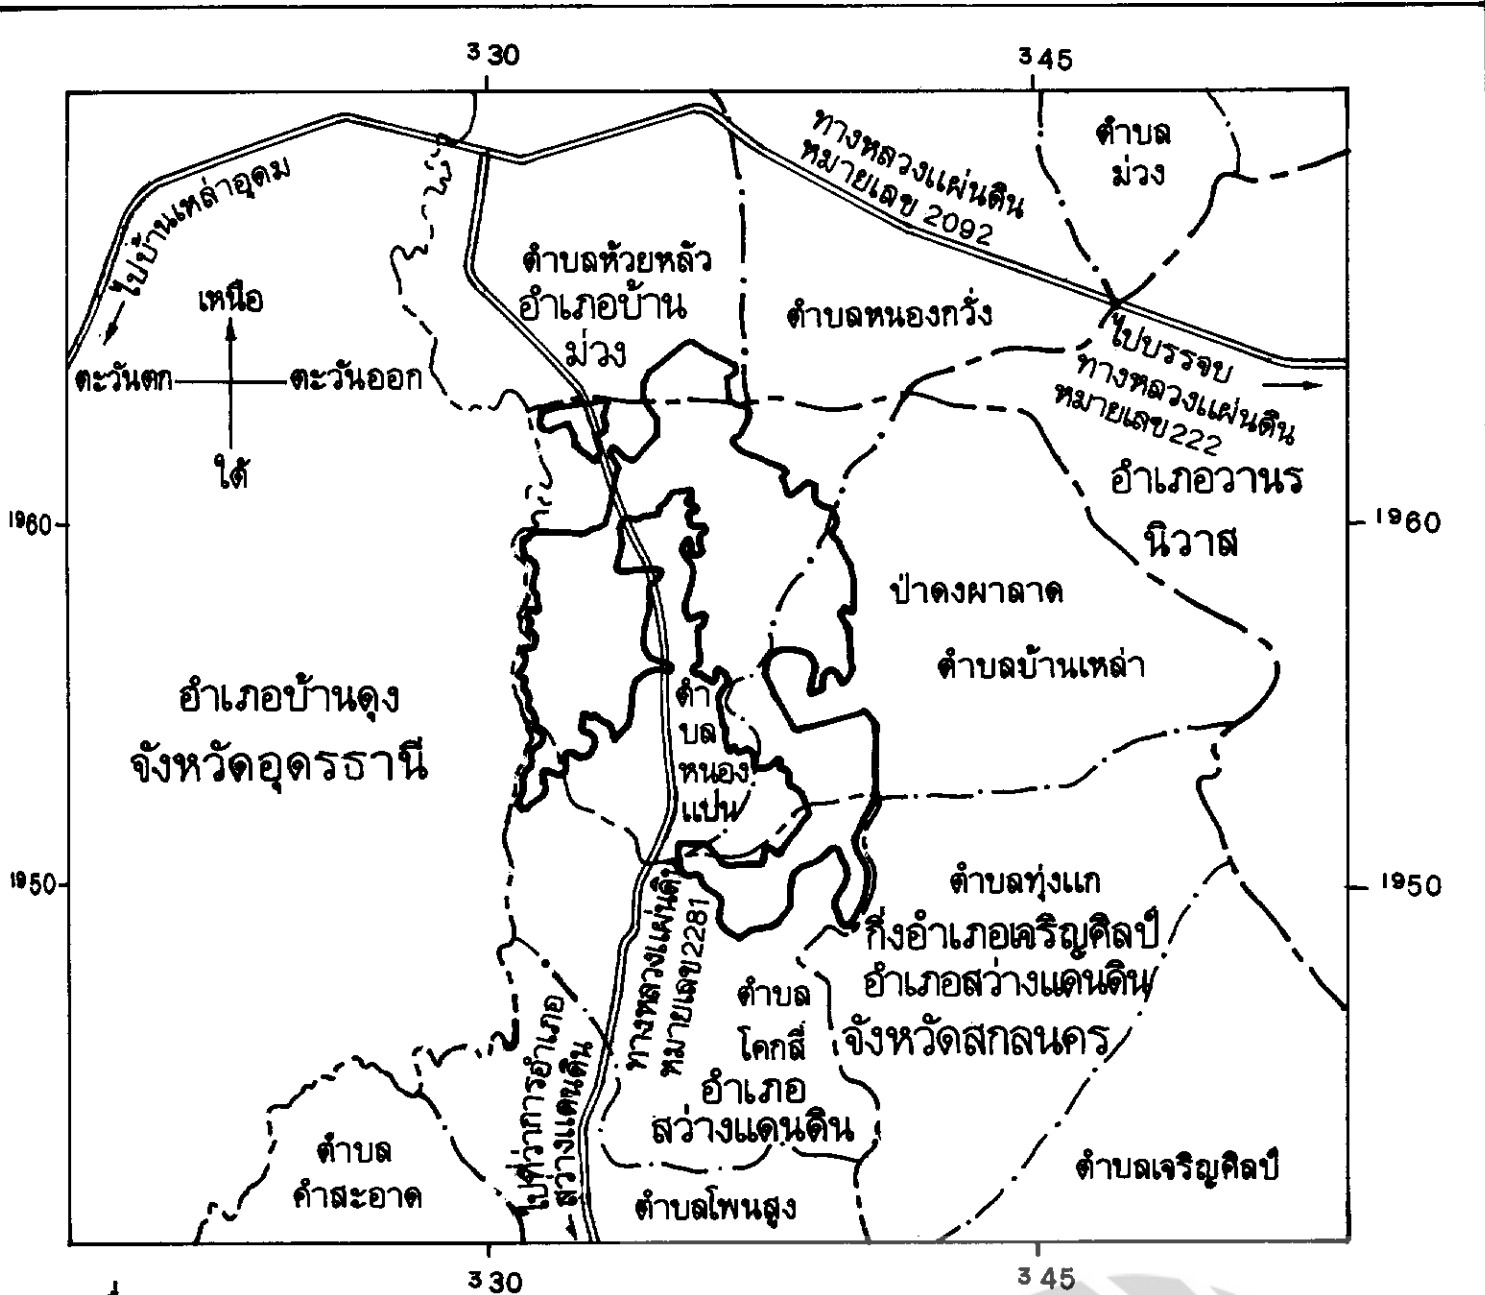 330 345
ทางหลวงแผ่นดิน
หมายเลข 2092
ตำบล
ม่วง
ไปบ้านเหล่าอุดม
ตำบลห้วยหลัว
อำเภอบ้าน
ม่วง
ตำบลหนองกวั่ง
เหนือ
ตะวันตก
ตะวันออก
ใต้
ไปบรรจบ
ทางหลวงแผ่นดิน
หมายเลข 222
อำเภอวานร
นิวาส
1960
1960
ป่าดงผาลาด
ตำบลบ้านเหล่า
อำเภอบ้านดุง
จังหวัดอุดรธานี
ตำ
บล
หนอง
แปน
1950
1950
ตำบลทุ่งแก
กิ่งอำเภอเจริญศิลป์
อำเภอสว่างแดนดิน
จังหวัดสกลนคร
ทางหลวงแผ่นดิน
หมายเลข 2281
ตำบล
โคกสี
อำเภอ
สว่างแดนดิน
ไปที่ว่าการอำเภอ
สว่างแดนดิน
ตำบล
คำสะอาด
ตำบลโพนสูง
ตำบลเจริญศิลป์
330 345